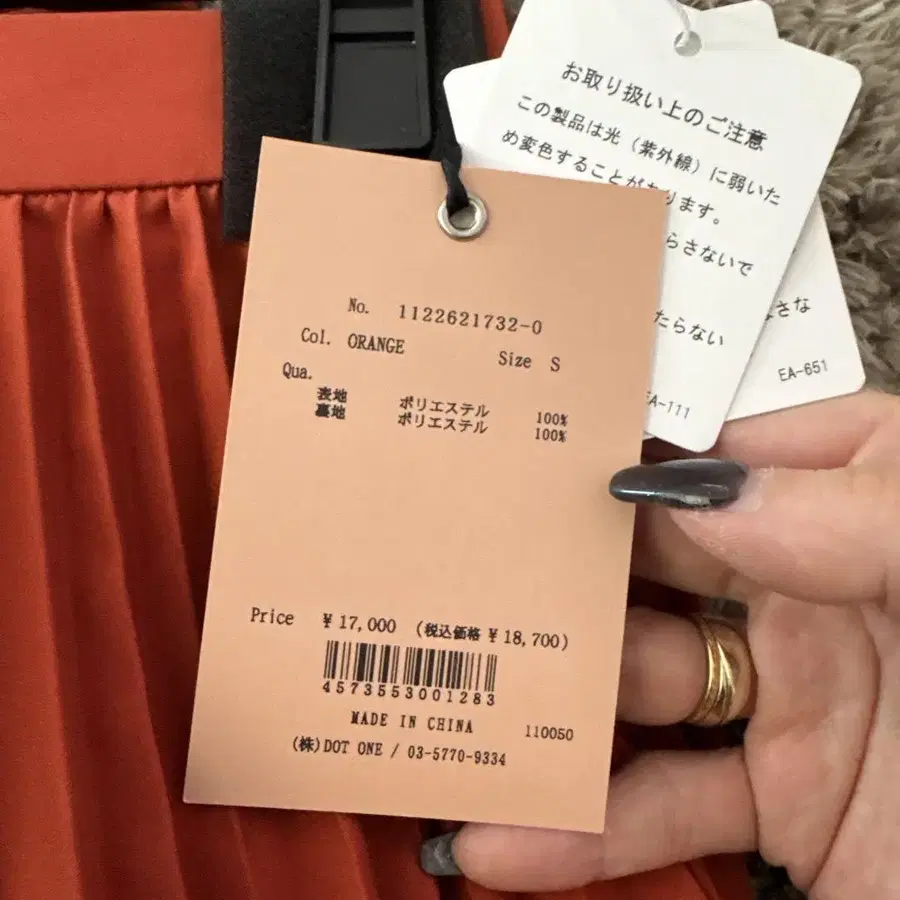 お取り扱い上のご注意
この製品は光（紫外線）に弱いた
め変色することがあります。
らさないで
たらない
さな
EA-651
EA-111
No. 1122621732-0
Col. ORANGE Size S
Qua.
表地 ポリエステル 100%
裏地 ポリエステル 100%
Price ¥17,000 (税込価格¥18,700)
4573553001283
MADE IN CHINA 110050
(株)DOT ONE / 03-5770-9334